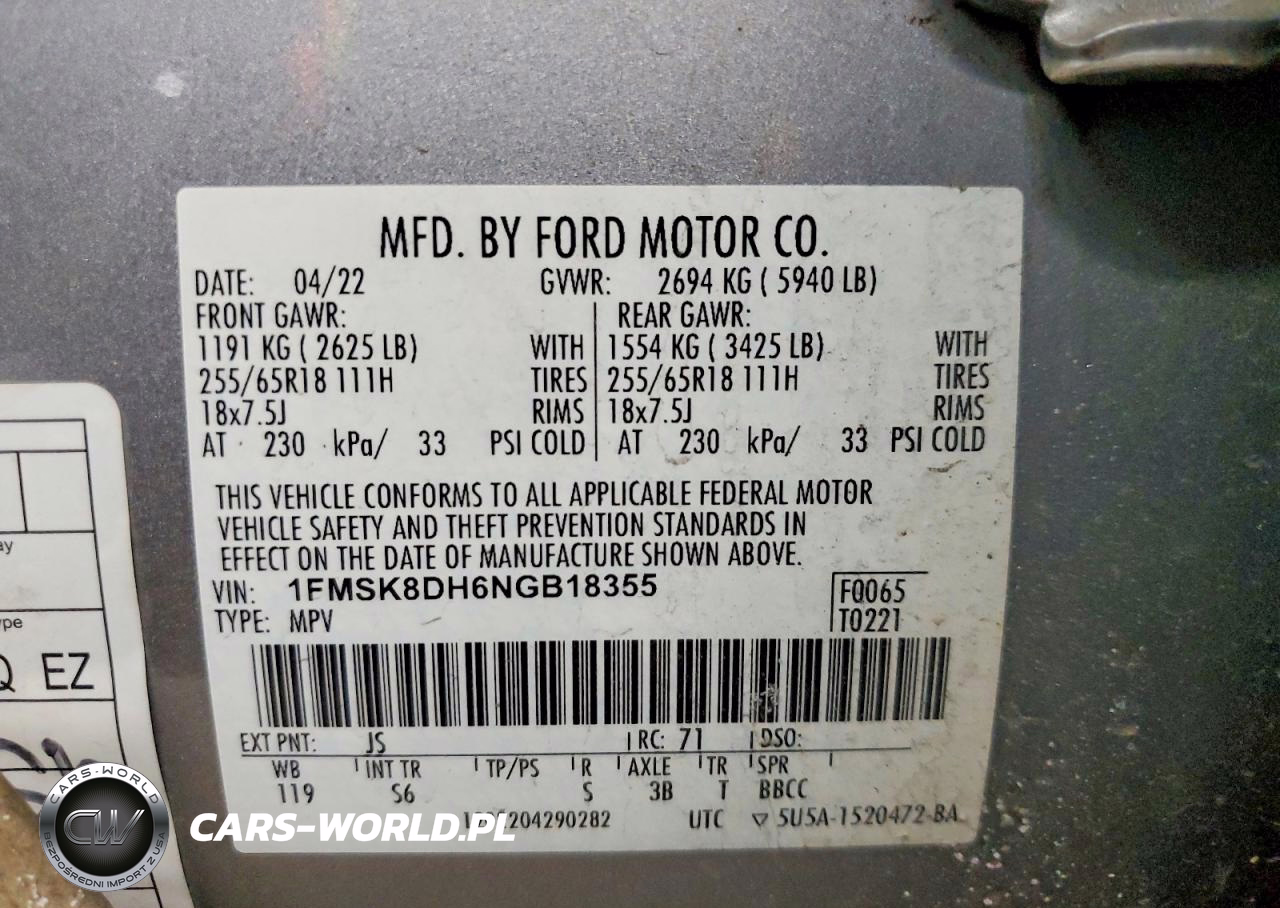 MFD. BY FORD MOTOR CO.
DATE: 04/22 GVWR: 2694 KG ( 5940 LB)
FRONT GAWR: REAR GAWR:
1191 KG ( 2625 LB) WITH 1554 KG ( 3425 LB) WITH
255/65R18 111H TIRES 255/65R18 111H TIRES
18x7.5J RIMS 18x7.5J RIMS
AT 230 kPa/ 33 PSI COLD AT 230 kPa/ 33 PSI COLD
THIS VEHICLE CONFORMS TO ALL APPLICABLE FEDERAL MOTOR
VEHICLE SAFETY AND THEFT PREVENTION STANDARDS IN
EFFECT ON THE DATE OF MANUFACTURE SHOWN ABOVE.
VIN: 1FMSK8DH6NGB18355 F0065
TYPE: MPV T0221
EXT PNT: JS RC: 71 DSO:
WB INT TR TP/PS R AXLE TR SPR
119 S6 S 3B T BBCC
204290282 UTC ▽ 5U5A-1520472-BA
EZ
CARS-WORLD
CW
BEZPOŚREDNI IMPORT Z USA
CARS-WORLD.PL